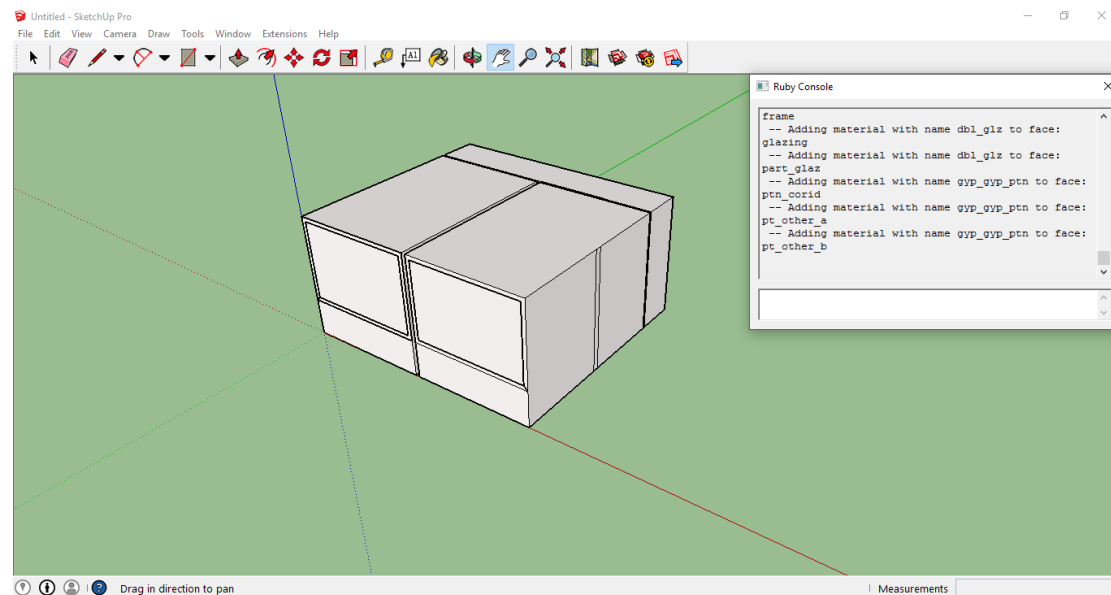 Untitled - SketchUp Pro
File Edit View Camera Draw Tools Window Extensions Help
A1
Ruby Console
frame
-- Adding material with name dbl_glz to face:
glazing
-- Adding material with name dbl_glz to face:
part_glaz
-- Adding material with name gyp_gyp_ptn to face:
ptn_corid
-- Adding material with name gyp_gyp_ptn to face:
pt_other_a
-- Adding material with name gyp_gyp_ptn to face:
pt_other_b
Drag in direction to pan
Measurements